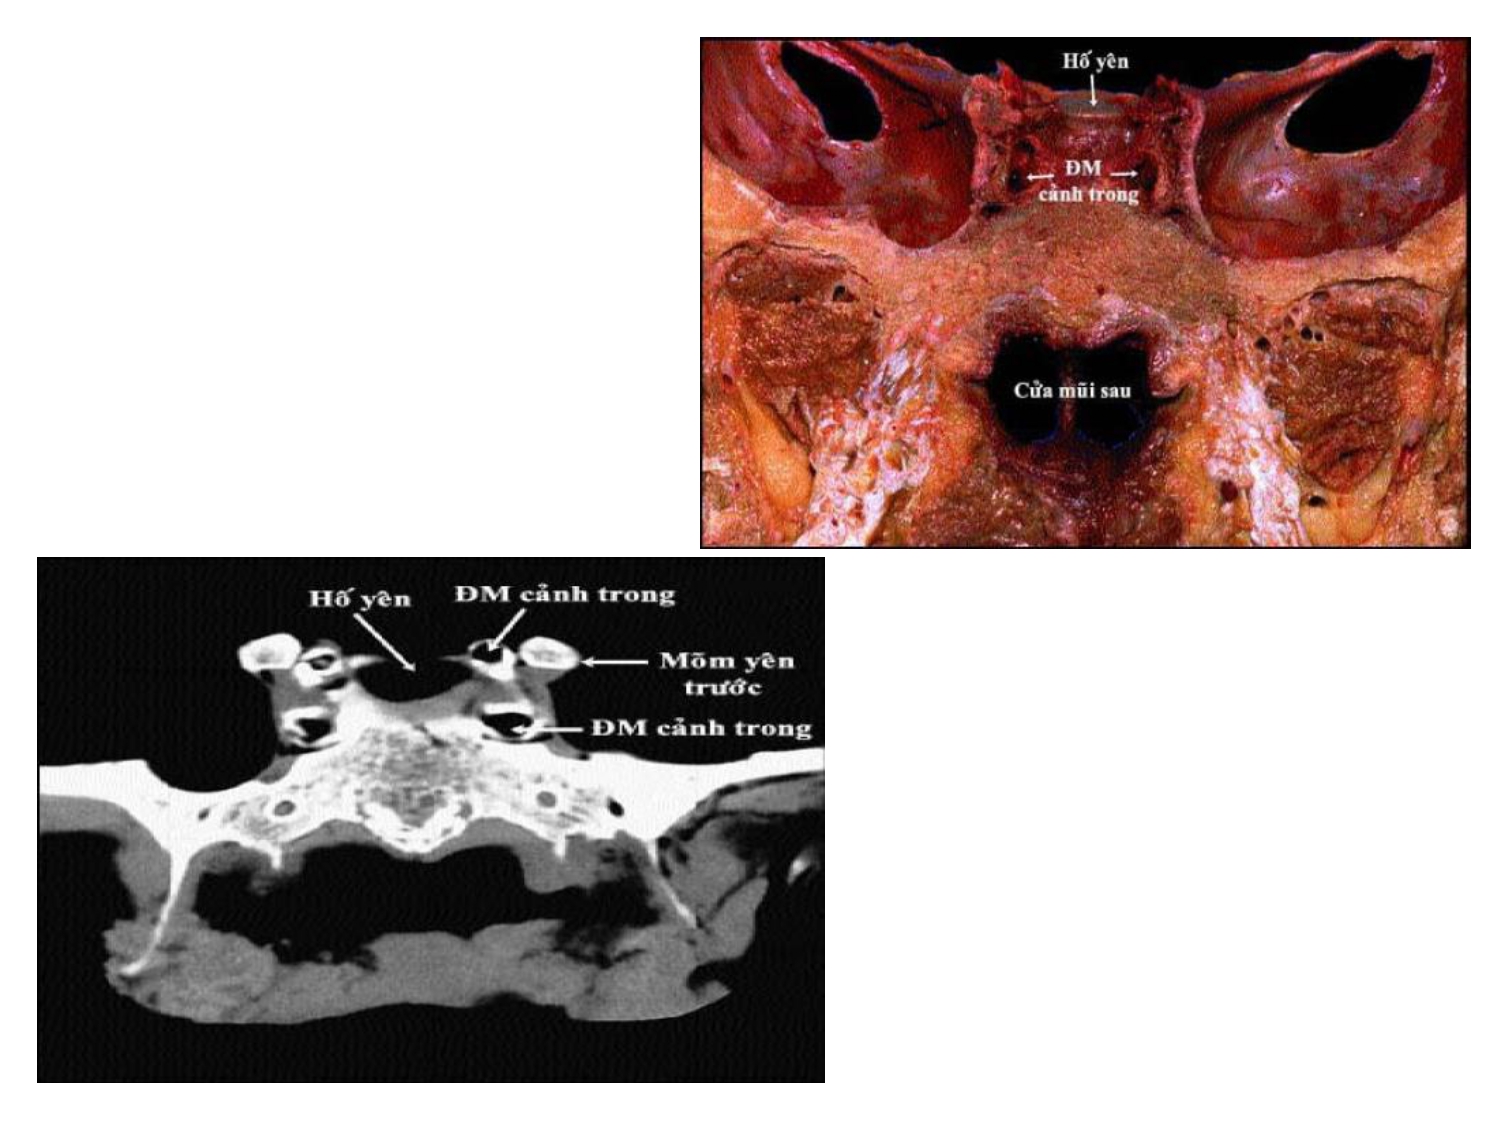 Hố yên
ĐM
cảnh trong
Cửa mũi sau
Hố yên
ĐM cảnh trong
Mõm yên
trước
ĐM cảnh trong